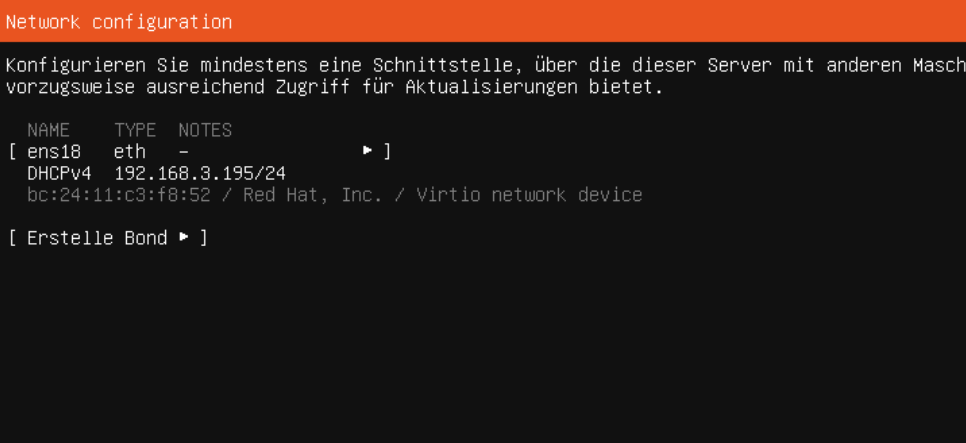 Network configuration
Konfigurieren Sie mindestens eine Schnittstelle, über die dieser Server mit anderen Masch
vorzugsweise ausreichend Zugriff für Aktualisierungen bietet.
NAME TYPE NOTES
[ ens18 eth – ▸ ]
DHCPv4 192.168.3.195/24
bc:24:11:c3:f8:52 / Red Hat, Inc. / Virtio network device
[ Erstelle Bond ▸ ]